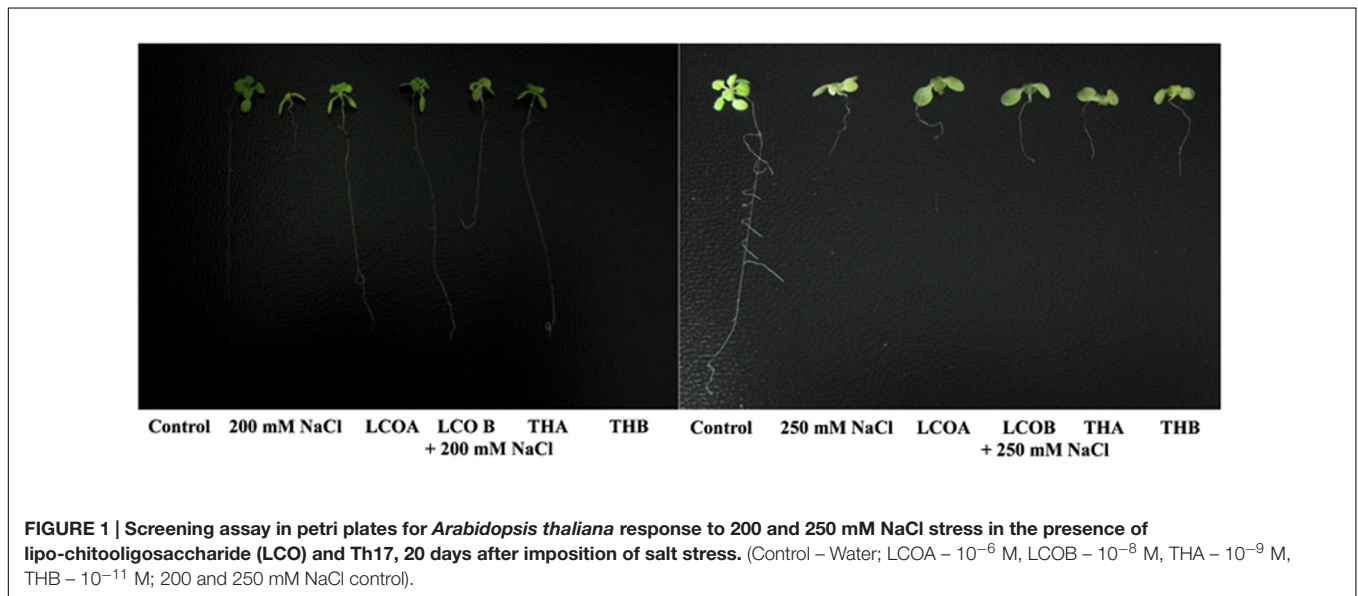 Control 200 mM NaCl LCOA LCO B THA THB
+ 200 mM NaCl
Control 250 mM NaCl LCOA LCOB THA THB
+ 250 mM NaCl
FIGURE 1 | Screening assay in petri plates for Arabidopsis thaliana response to 200 and 250 mM NaCl stress in the presence of
lipo-chitooligosaccharide (LCO) and Th17, 20 days after imposition of salt stress. (Control – Water; LCOA – 10⁻⁶ M, LCOB – 10⁻⁸ M, THA – 10⁻⁹ M,
THB – 10⁻¹¹ M; 200 and 250 mM NaCl control).